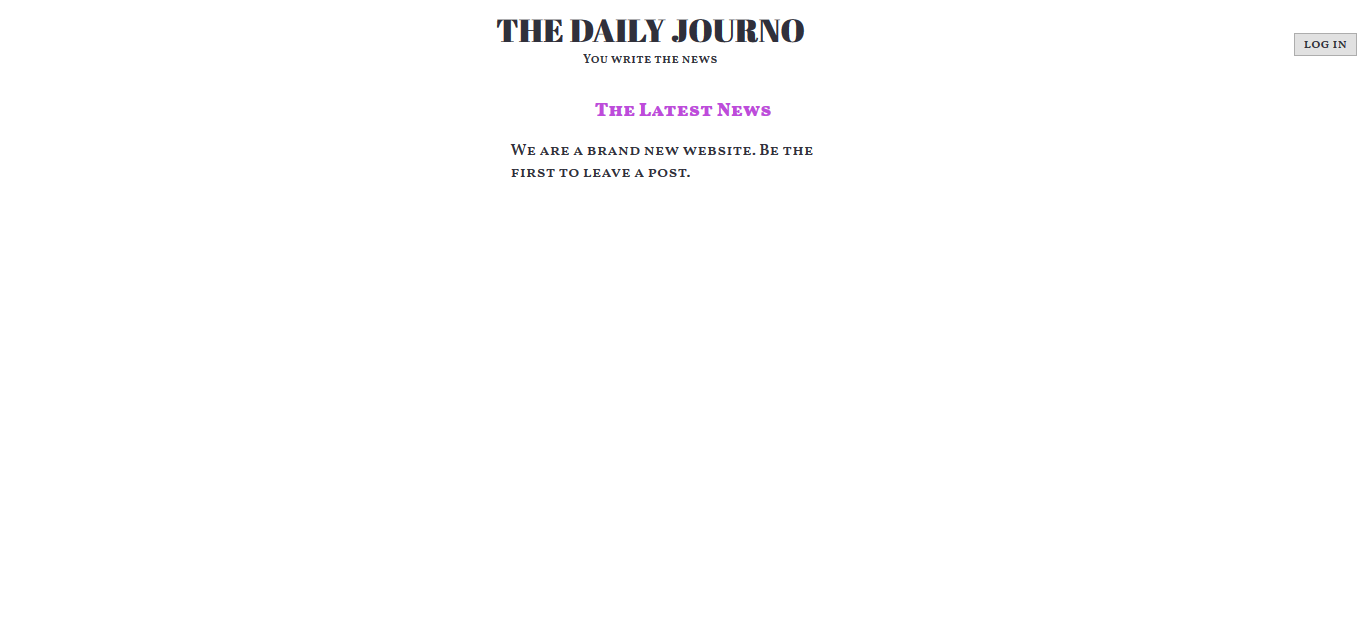 THE DAILY JOURNO
You write the news
LOG IN
The Latest News
We are a brand new website. Be the
first to leave a post.